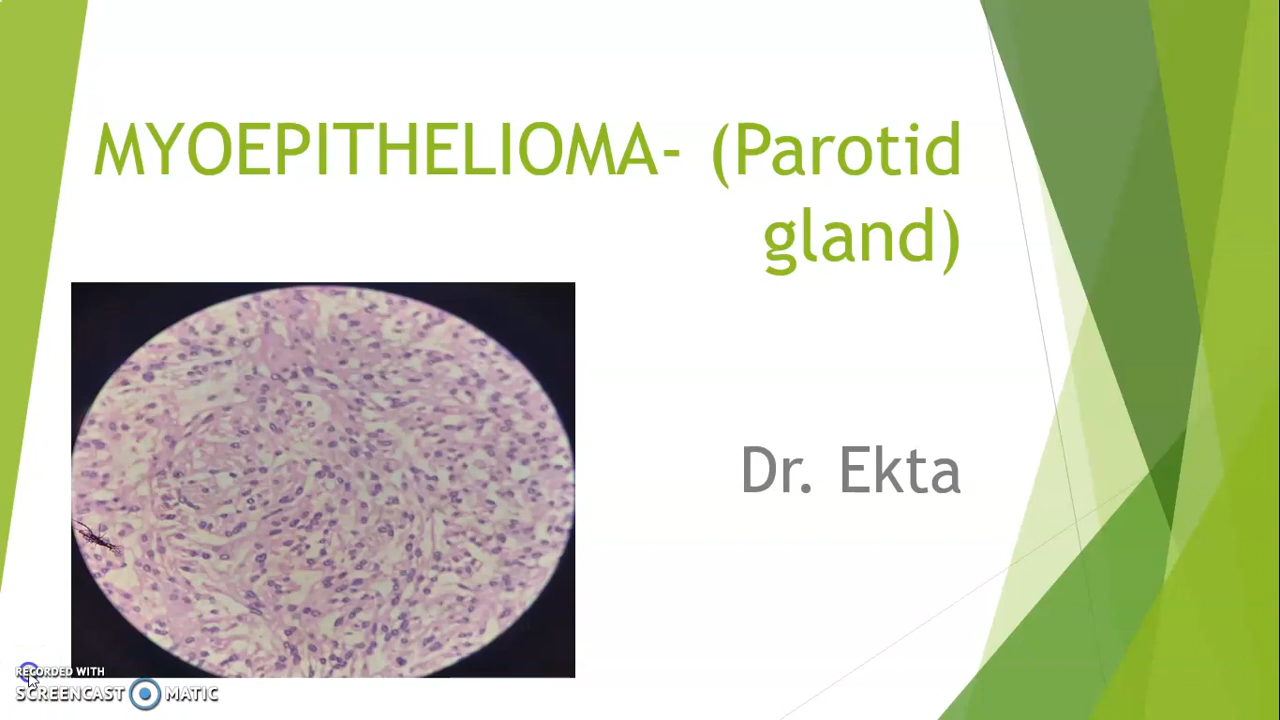 MYOEPITHELIOMA- (Parotid
gland)
Dr. Ekta
RECORDED WITH
SCREENCAST MATIC